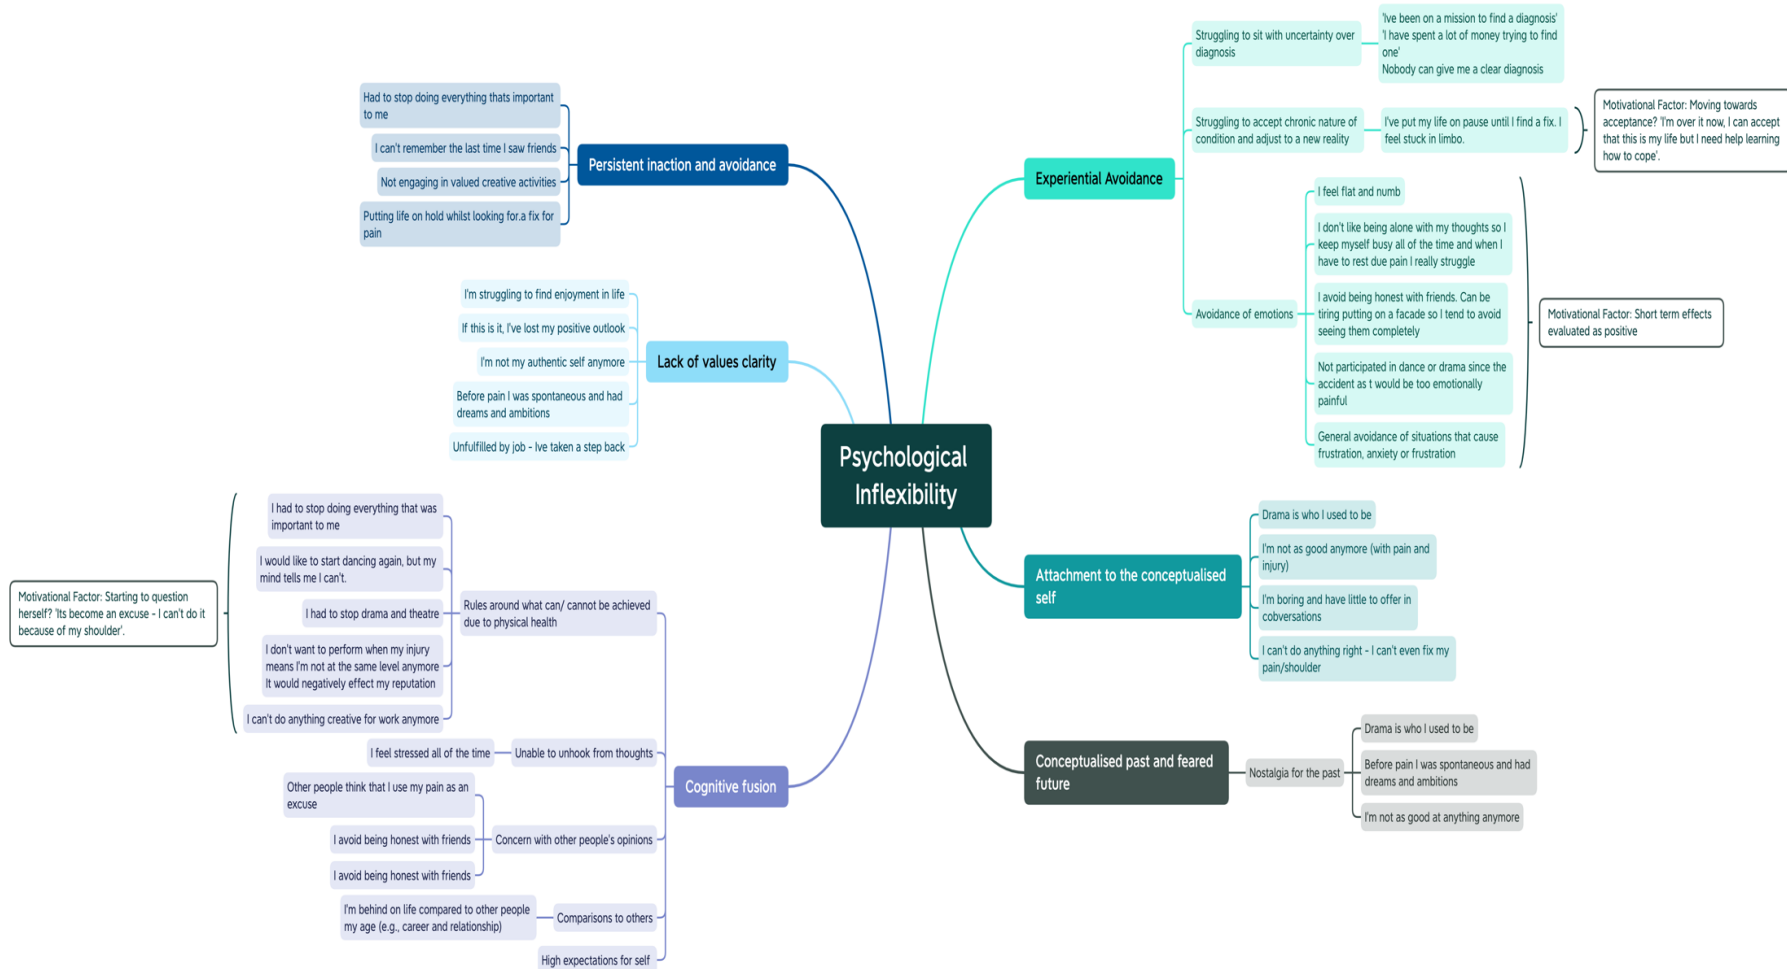 Psychological
Inflexibility
Persistent inaction and avoidance
Had to stop doing everything thats important
to me
I can't remember the last time I saw friends
Not engaging in valued creative activities
Putting life on hold whilst looking for.a fix for
pain
Lack of values clarity
I'm struggling to find enjoyment in life
If this is it, I've lost my positive outlook
I'm not my authentic self anymore
Before pain I was spontaneous and had
dreams and ambitions
Unfulfilled by job - Ive taken a step back
Cognitive fusion
Rules around what can/ cannot be achieved
due to physical health
I had to stop doing everything that was
important to me
I would like to start dancing again, but my
mind tells me I can't.
I had to stop drama and theatre
I don't want to perform when my injury
means I'm not at the same level anymore
It would negatively effect my reputation
I can't do anything creative for work anymore
Motivational Factor: Starting to question
herself? 'Its become an excuse - I can't do it
because of my shoulder'.
Unable to unhook from thoughts
I feel stressed all of the time
Concern with other people's opinions
Other people think that I use my pain as an
excuse
I avoid being honest with friends
I avoid being honest with friends
Comparisons to others
I'm behind on life compared to other people
my age (e.g., career and relationship)
High expectations for self
Experiential Avoidance
Struggling to sit with uncertainty over
diagnosis
'Ive been on a mission to find a diagnosis'
'I have spent a lot of money trying to find
one'
Nobody can give me a clear diagnosis
Struggling to accept chronic nature of
condition and adjust to a new reality
I've put my life on pause until I find a fix. I
feel stuck in limbo.
Motivational Factor: Moving towards
acceptance? 'I'm over it now, I can accept
that this is my life but I need help learning
how to cope'.
Avoidance of emotions
I feel flat and numb
I don't like being alone with my thoughts so I
keep myself busy all of the time and when I
have to rest due pain I really struggle
I avoid being honest with friends. Can be
tiring putting on a facade so I tend to avoid
seeing them completely
Not participated in dance or drama since the
accident as t would be too emotionally
painful
General avoidance of situations that cause
frustration, anxiety or frustration
Motivational Factor: Short term effects
evaluated as positive
Attachment to the conceptualised
self
Drama is who I used to be
I'm not as good anymore (with pain and
injury)
I'm boring and have little to offer in
cobversations
I can't do anything right - I can't even fix my
pain/shoulder
Conceptualised past and feared
future
Nostalgia for the past
Drama is who I used to be
Before pain I was spontaneous and had
dreams and ambitions
I'm not as good at anything anymore